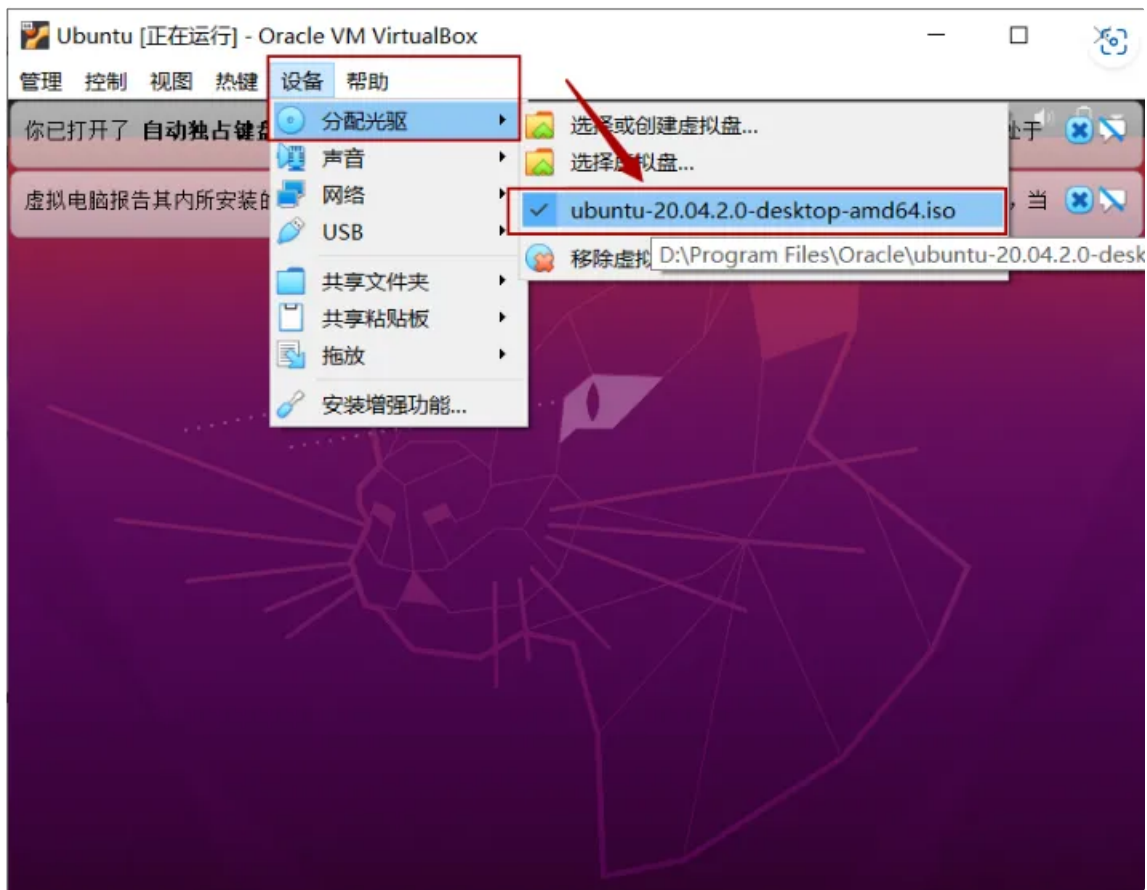 Ubuntu [正在运行] - Oracle VM VirtualBox
管理 控制 视图 热键 设备 帮助
你已打开了 自动独占键盘
处于
虚拟电脑报告其内所安装的
，当
分配光驱
声音
网络
USB
共享文件夹
共享粘贴板
拖放
安装增强功能...
选择或创建虚拟盘...
选择虚拟盘...
ubuntu-20.04.2.0-desktop-amd64.iso
移除虚拟
D:\Program Files\Oracle\ubuntu-20.04.2.0-desk